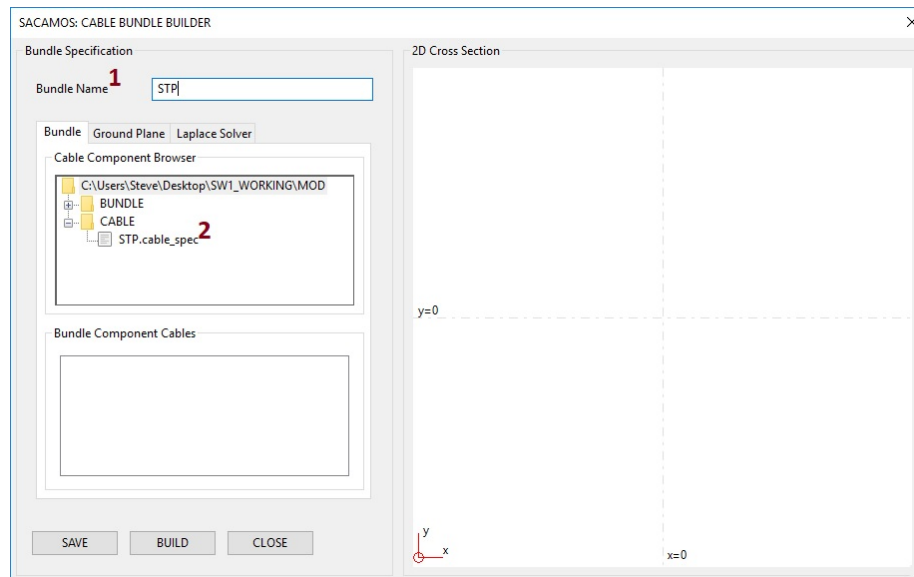 SACAMOS: CABLE BUNDLE BUILDER
Bundle Specification
Bundle Name 1 STP
Bundle Ground Plane Laplace Solver
Cable Component Browser
C:\Users\Steve\Desktop\SW1_WORKING\MOD
BUNDLE
CABLE
STP.cable_spec 2
Bundle Component Cables
SAVE BUILD CLOSE
2D Cross Section
y=0
y
x
x=0